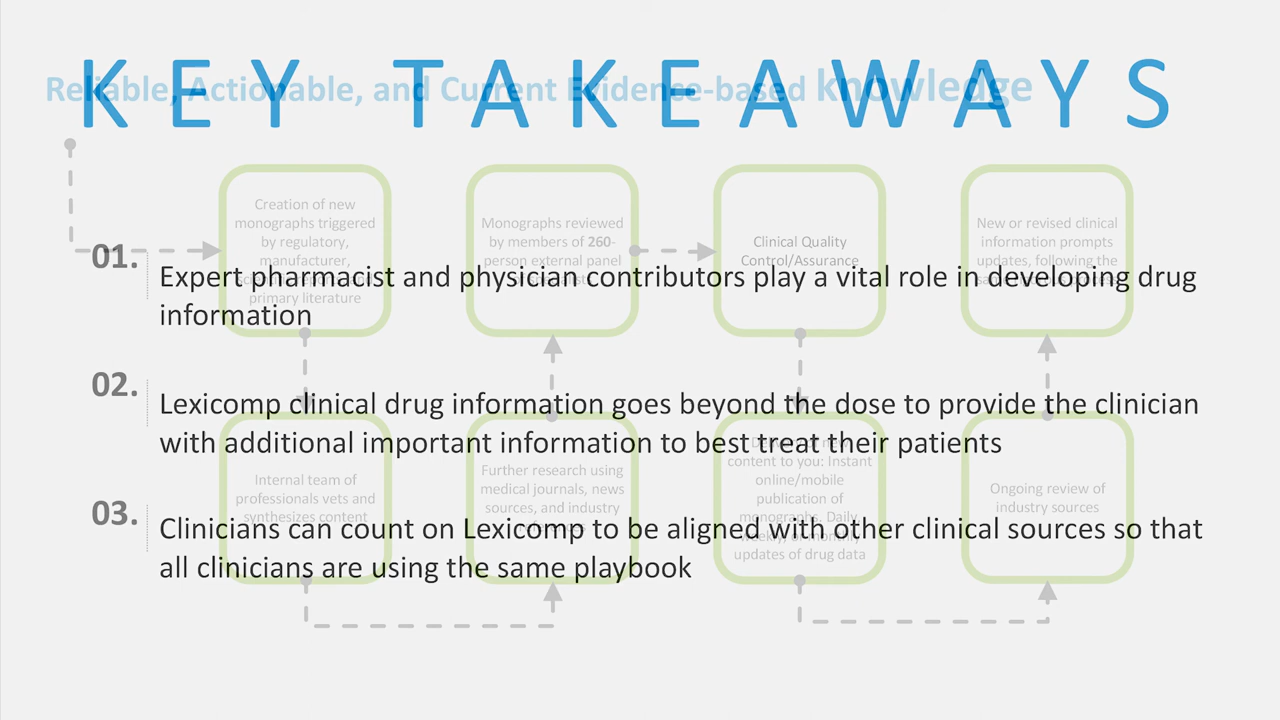 KEY TAKEAWAYS
Reliable, Actionable, and Current Evidence-based knowledge
01.
Expert pharmacist and physician contributors play a vital role in developing drug
information
02.
Lexicomp clinical drug information goes beyond the dose to provide the clinician
with additional important information to best treat their patients
03.
Clinicians can count on Lexicomp to be aligned with other clinical sources so that
all clinicians are using the same playbook
Creation of new
monographs triggered
by regulatory,
manufacturer,
primary literature
Monographs reviewed
by members of 260-
person external panel
Clinical Quality
Control/Assurance
New or revised clinical
information prompts
updates, following the
Internal team of
professionals vets and
synthesizes content
Further research using
medical journals, news
sources, and industry
content to you: Instant
online/mobile
publication of
monographs. Daily,
updates of drug data
Ongoing review of
industry sources